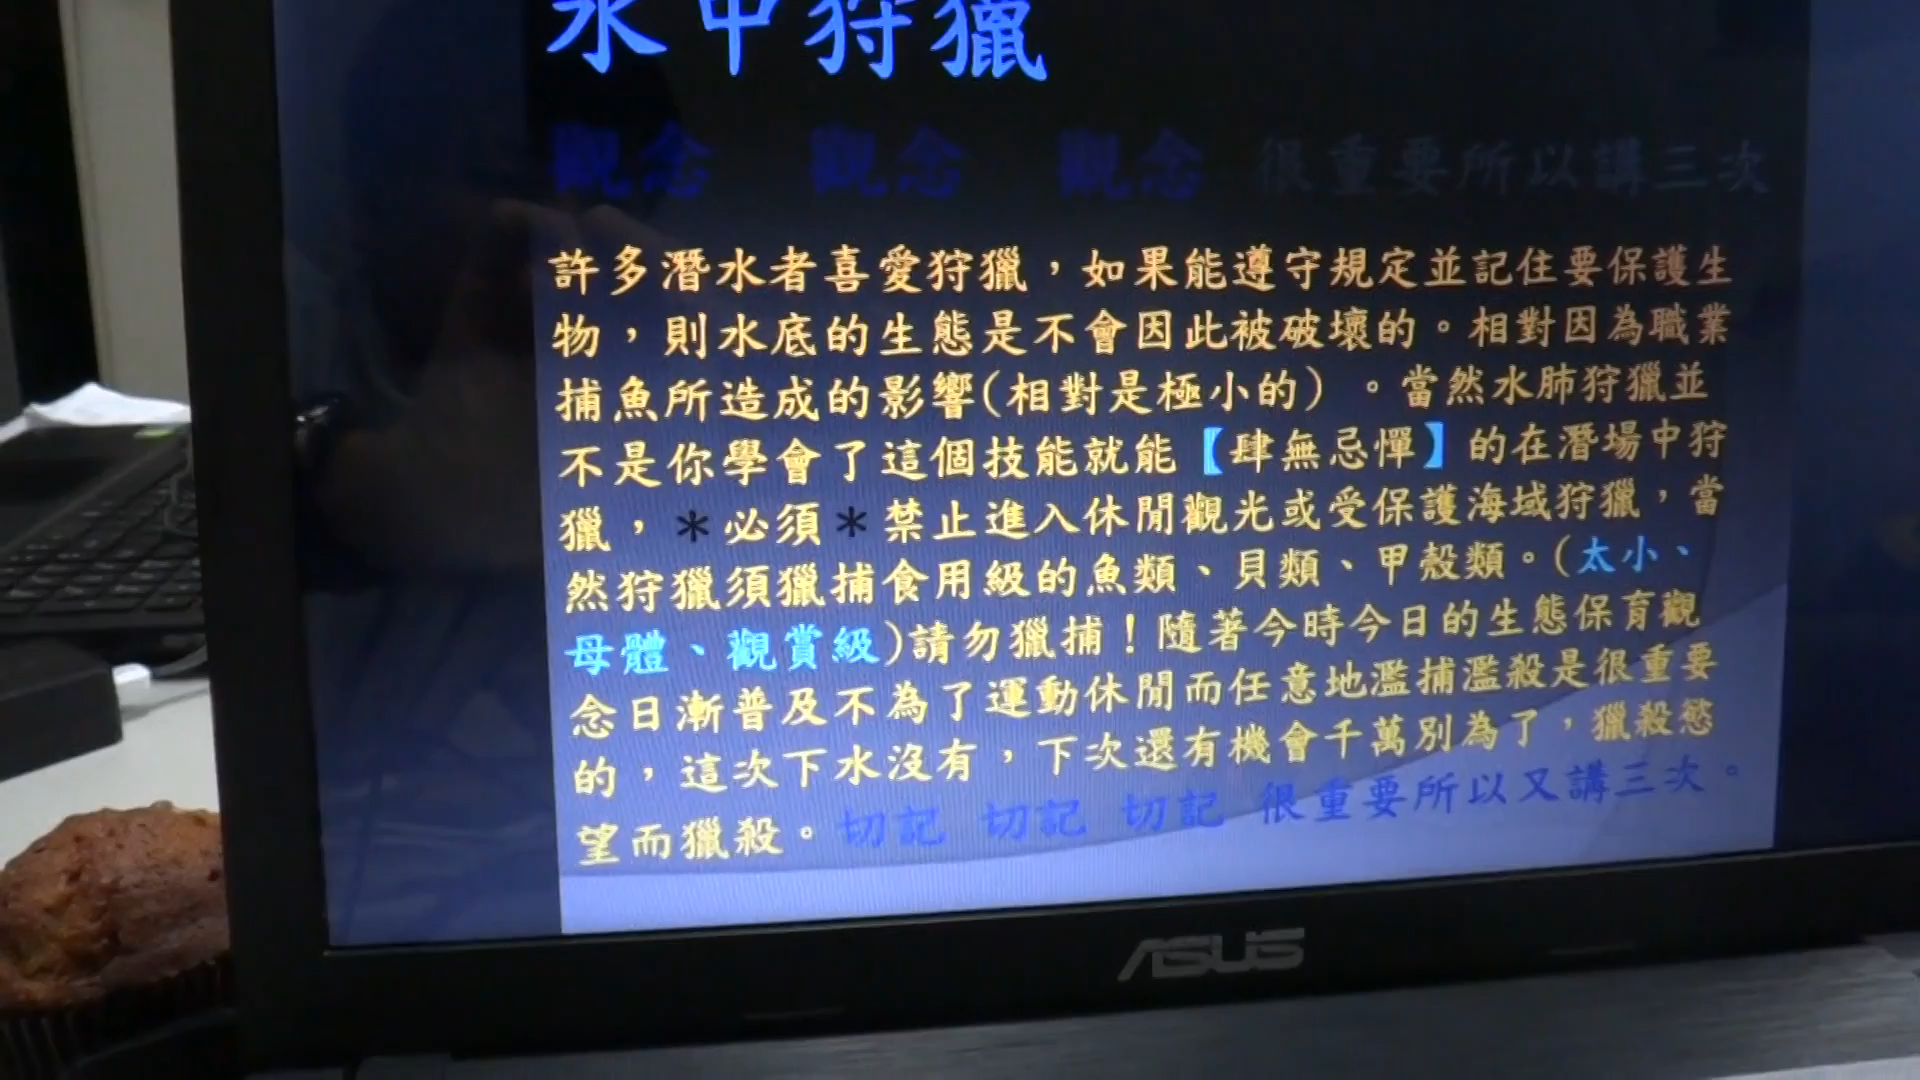 水中狩獵
觀念 觀念 觀念 很重要所以講三次
許多潛水者喜愛狩獵，如果能遵守規定並記住要保護生
物，則水底的生態是不會因此被破壞的。相對因為職業
捕魚所造成的影響(相對是極小的)。當然水肺狩獵並
不是你學會了這個技能就能【肆無忌憚】的在潛場中狩
獵，*必須*禁止進入休閒觀光或受保護海域狩獵，當
然狩獵須獵捕食用級的魚類、貝類、甲殼類。(太小、
母體、觀賞級)請勿獵捕！隨著今時今日的生態保育觀
念日漸普及不為了運動休閒而任意地濫捕濫殺是很重要
的，這次下水沒有，下次還有機會千萬別為了，獵殺慾
望而獵殺。切記 切記 切記 很重要所以又講三次。
ASUS